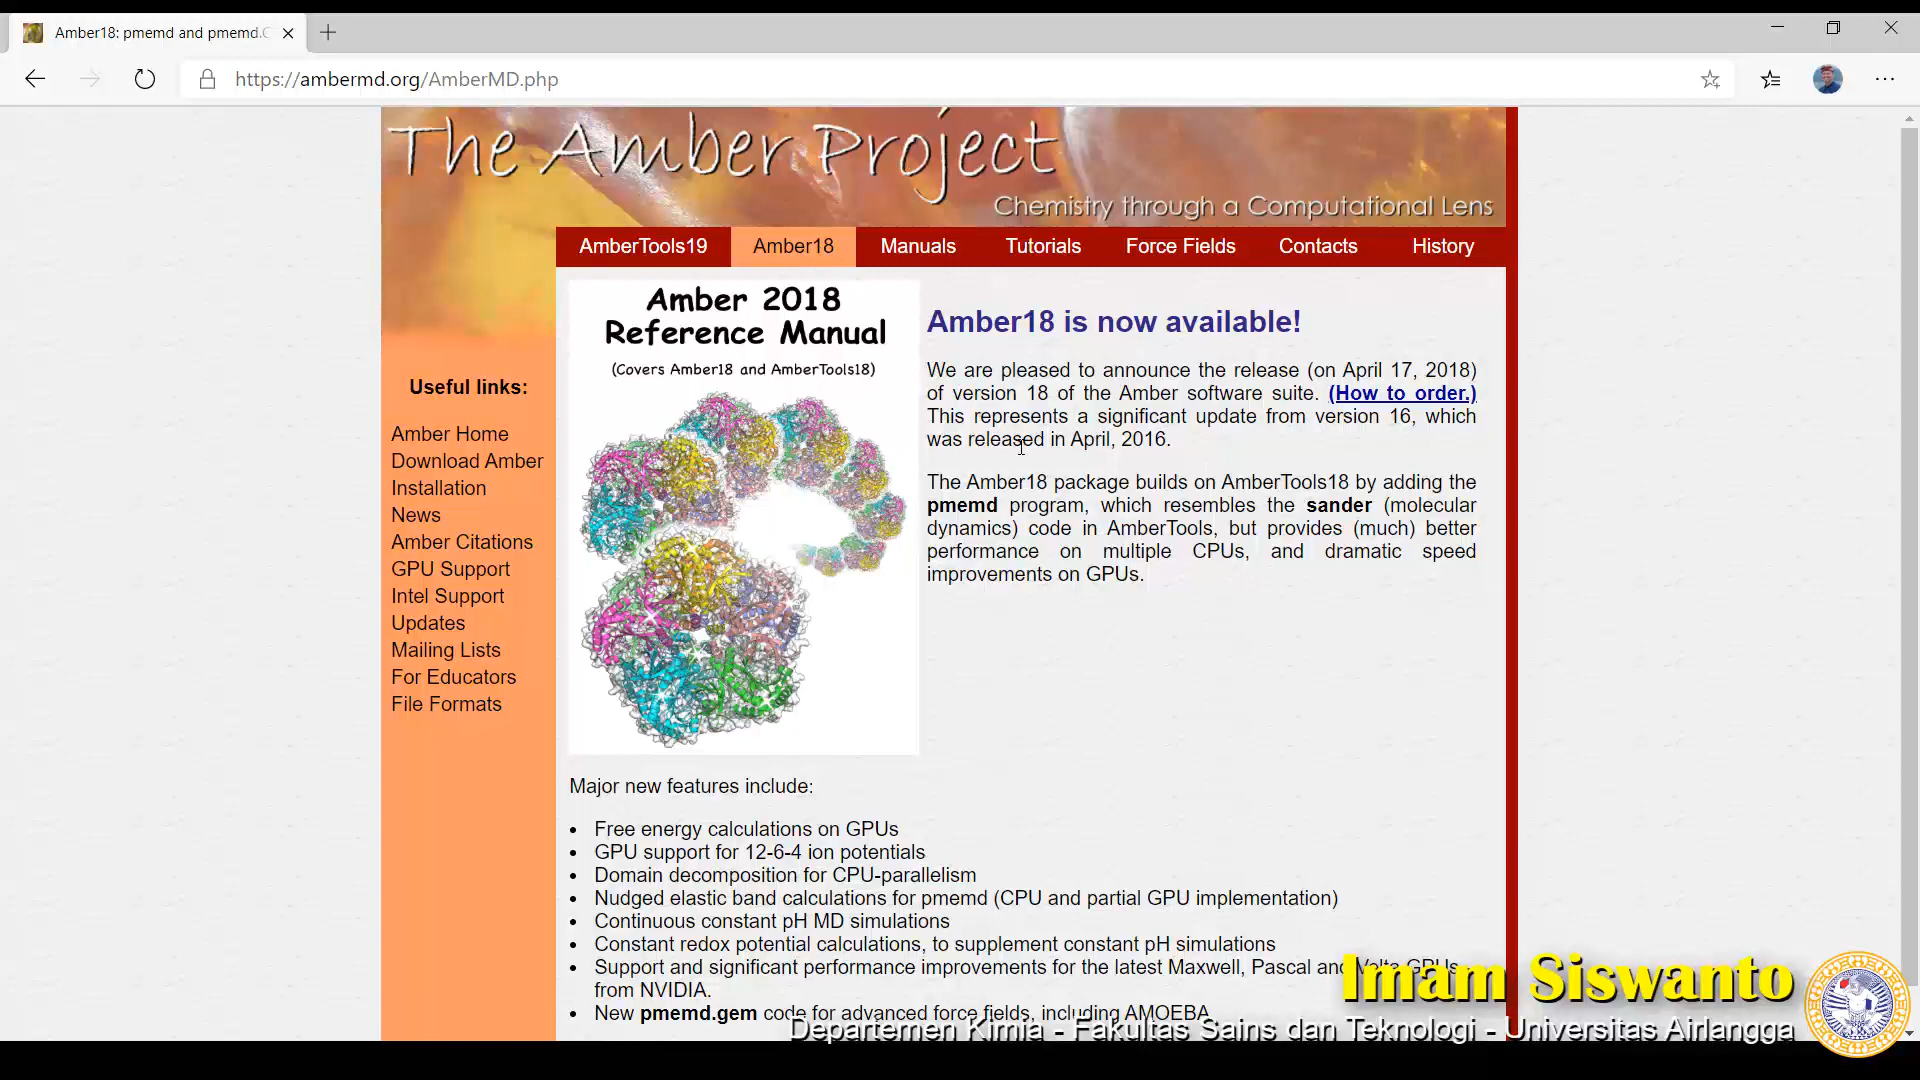 Amber18: pmemd and pmemd.C
https://ambermd.org/AmberMD.php
The Amber Project
Chemistry through a Computational Lens
AmberTools19
Amber18
Manuals
Tutorials
Force Fields
Contacts
History
Useful links:
Amber Home
Download Amber
Installation
News
Amber Citations
GPU Support
Intel Support
Updates
Mailing Lists
For Educators
File Formats
Amber 2018
Reference Manual
(Covers Amber18 and AmberTools18)
Amber18 is now available!
We are pleased to announce the release (on April 17, 2018)
of version 18 of the Amber software suite. (How to order.)
This represents a significant update from version 16, which
was released in April, 2016.
The Amber18 package builds on AmberTools18 by adding the
pmemd program, which resembles the sander (molecular
dynamics) code in AmberTools, but provides (much) better
performance on multiple CPUs, and dramatic speed
improvements on GPUs.
Major new features include:
• Free energy calculations on GPUs
• GPU support for 12-6-4 ion potentials
• Domain decomposition for CPU-parallelism
• Nudged elastic band calculations for pmemd (CPU and partial GPU implementation)
• Continuous constant pH MD simulations
• Constant redox potential calculations, to supplement constant pH simulations
• Support and significant performance improvements for the latest Maxwell, Pascal and Volta GPUs
from NVIDIA.
• New pmemd.gem code for advanced force fields, including AMOEBA
Imam Siswanto
Departemen Kimia - Fakultas Sains dan Teknologi - Universitas Airlangga